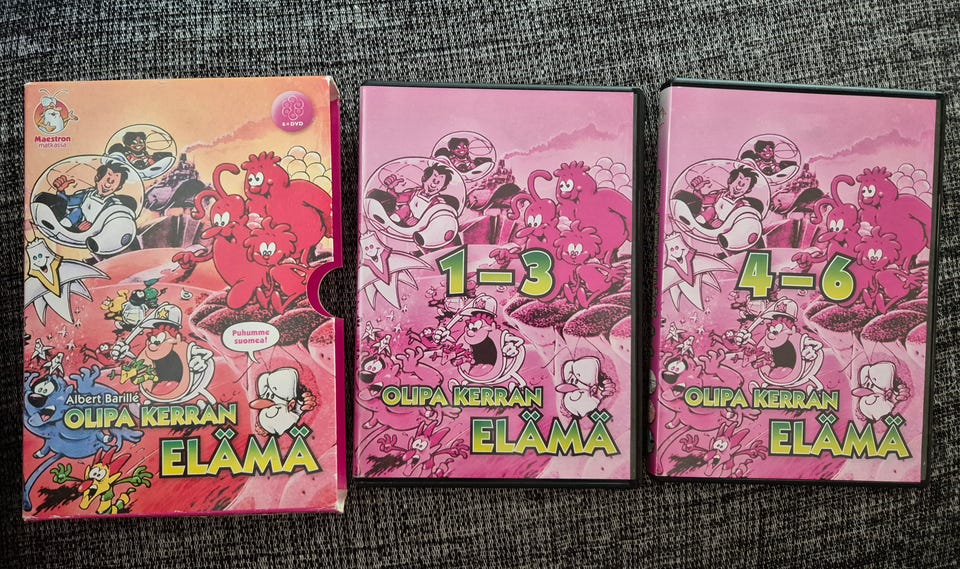 Maestron
matkassa
6 x DVD
Puhumme
suomea!
Albert Barillé
OLIPA KERRAN
ELÄMÄ
1–3
OLIPA KERRAN
ELÄMÄ
4–6
OLIPA KERRAN
ELÄMÄ